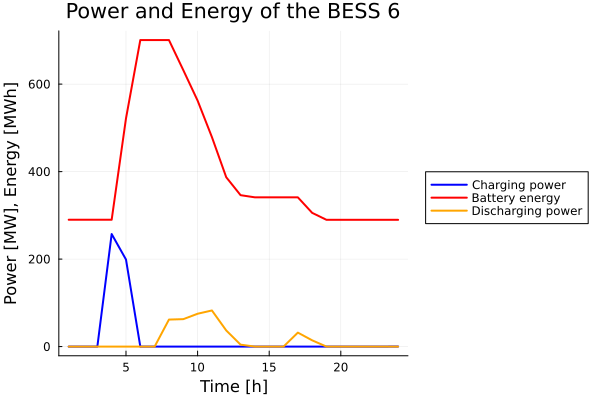 Power and Energy of the BESS 6
Power [MW], Energy [MWh]
600
400
200
0
5
10
15
20
Time [h]
Charging power
Battery energy
Discharging power